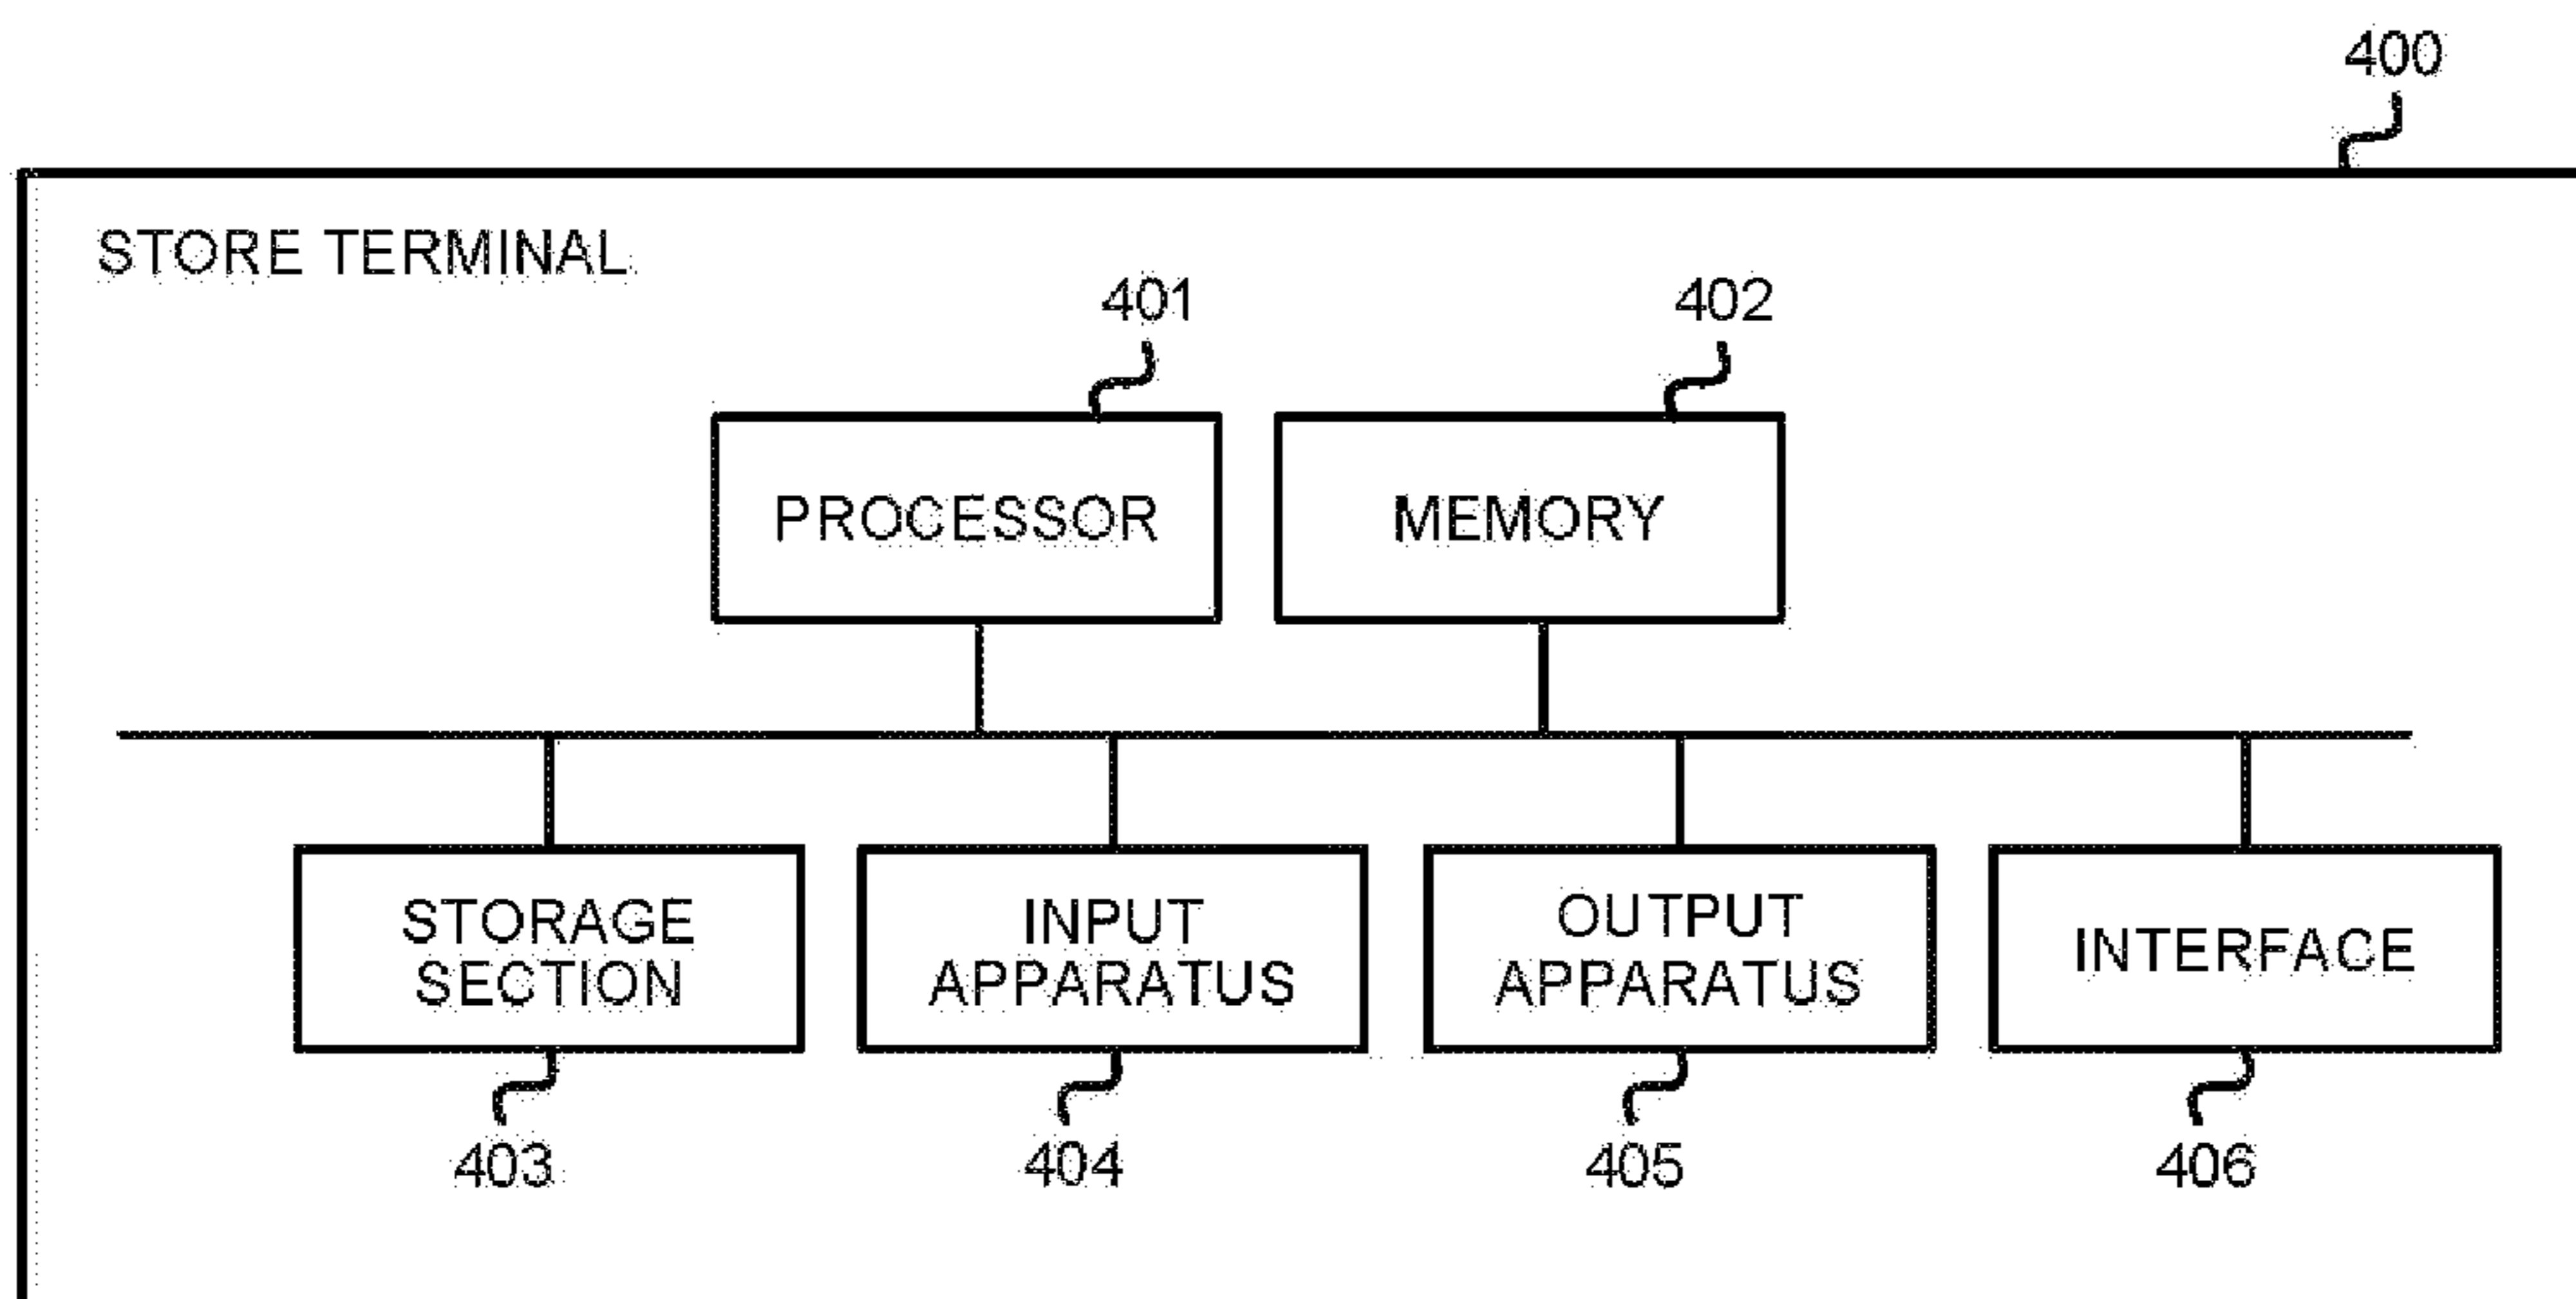 400
STORE TERMINAL
401
402
PROCESSOR
MEMORY
STORAGE
SECTION
INPUT
APPARATUS
OUTPUT
APPARATUS
INTERFACE
403
404
405
406